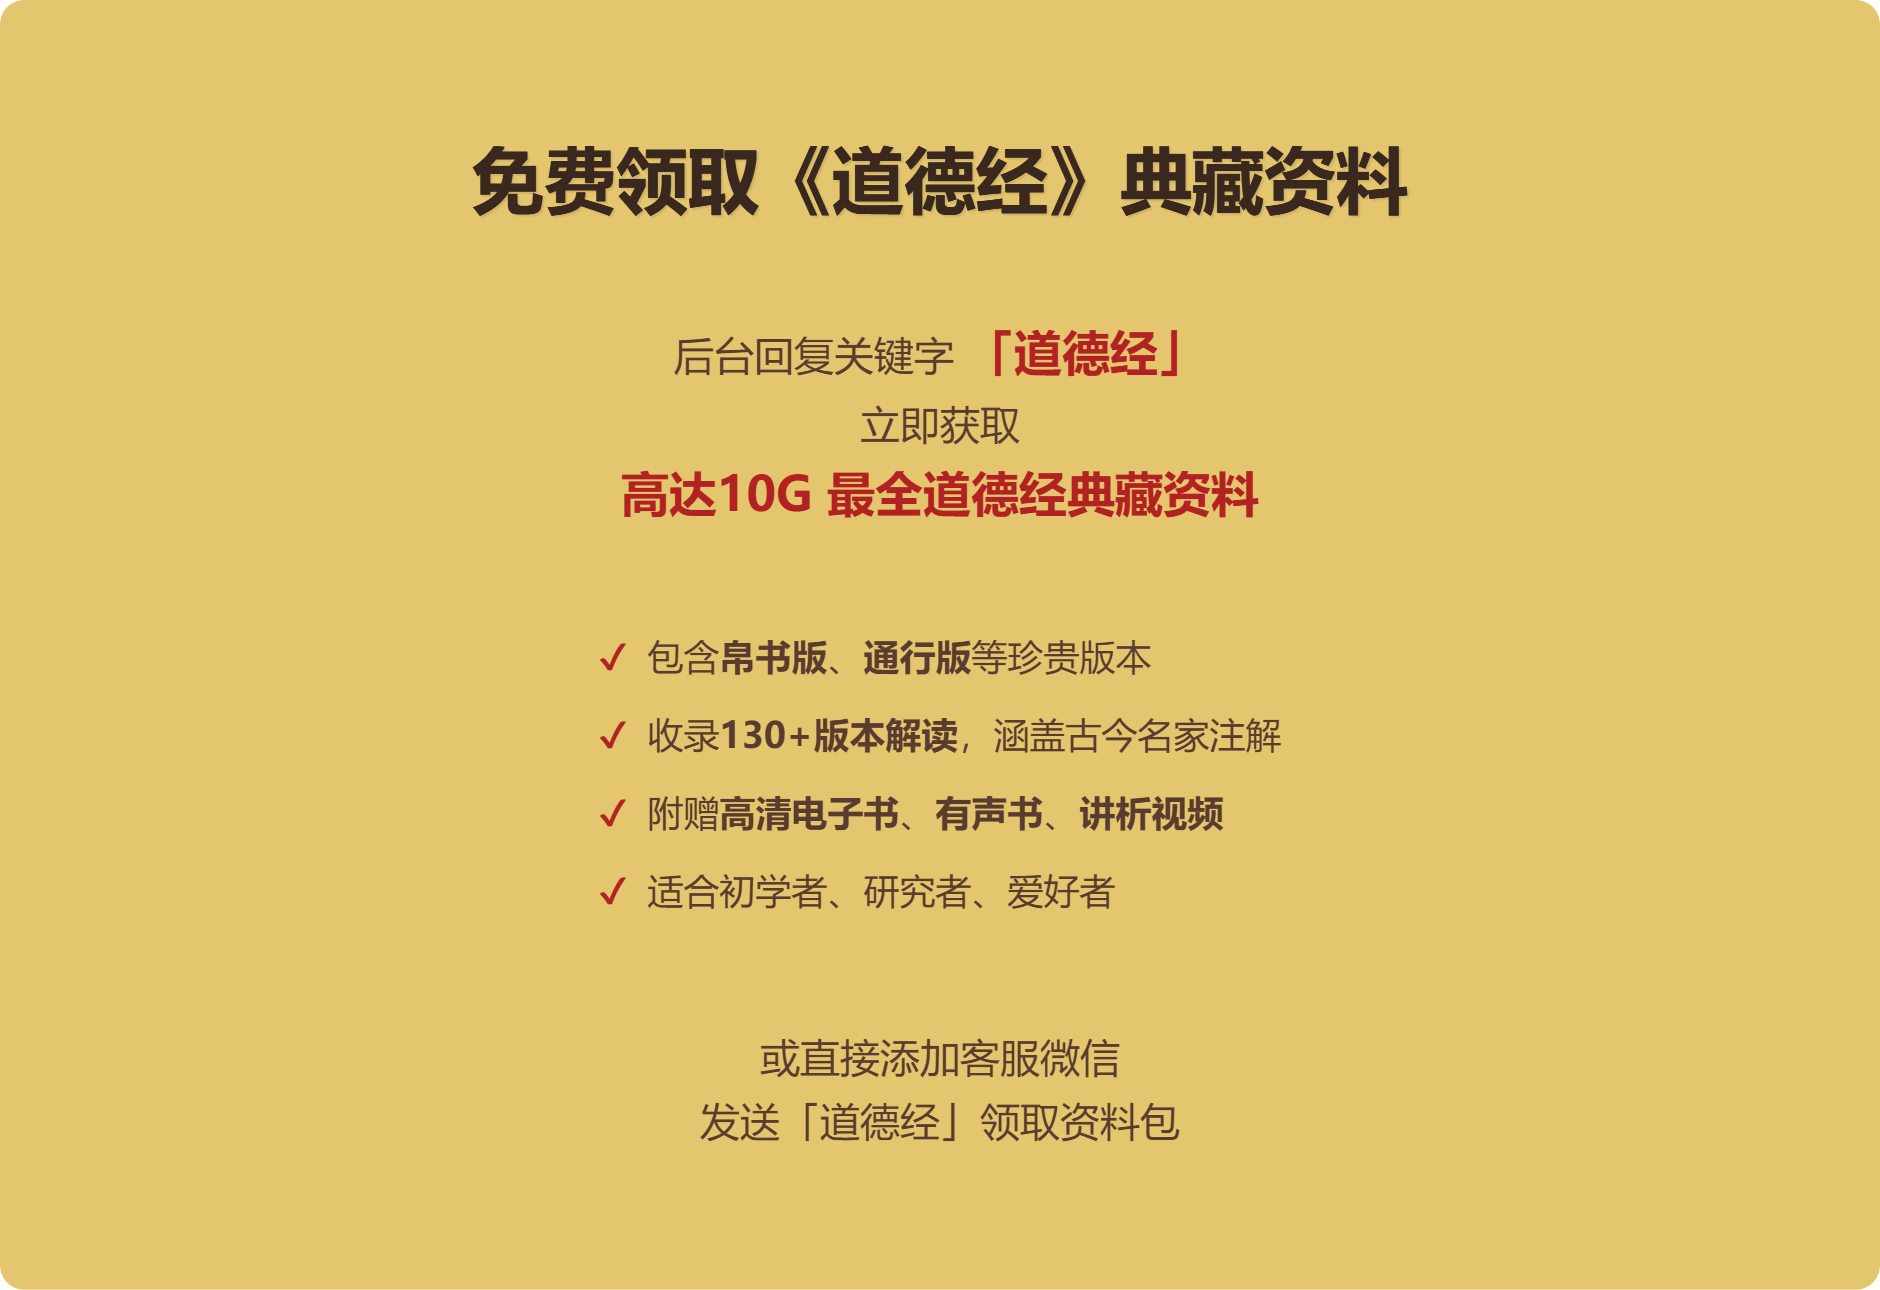 免费领取《道德经》典藏资料
后台回复关键字「道德经」
立即获取
高达10G 最全道德经典藏资料
✓ 包含帛书版、通行版等珍贵版本
✓ 收录130+版本解读，涵盖古今名家注解
✓ 附赠高清电子书、有声书、讲析视频
✓ 适合初学者、研究者、爱好者
或直接添加客服微信
发送「道德经」领取资料包